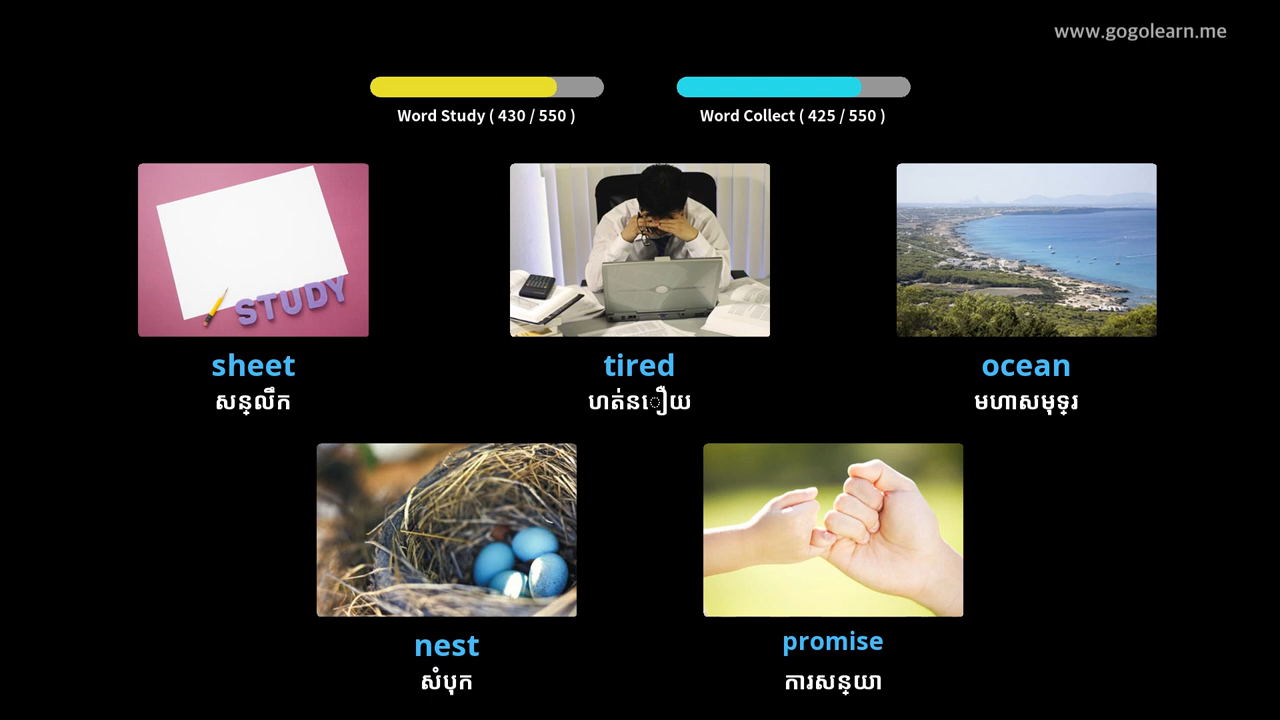 www.gogolearn.me
Word Study ( 430 / 550 )
Word Collect ( 425 / 550 )
STUDY
sheet
សន្លឹក
tired
ហត់នឿយ
ocean
មហាសមុទ្រ
nest
សំបុក
promise
ការសន្យា